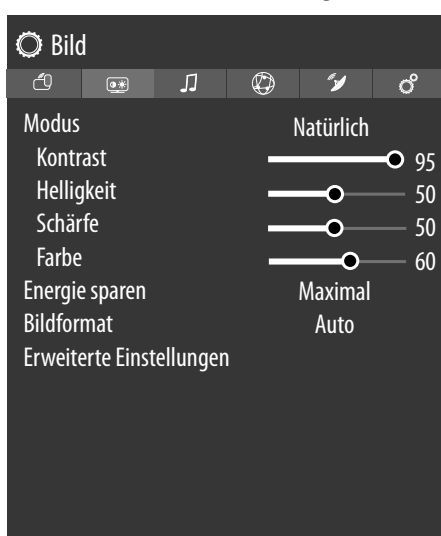 Bild
Modus Natürlich
Kontrast 95
Helligkeit 50
Schärfe 50
Farbe 60
Energie sparen Maximal
Bildformat Auto
Erweiterte Einstellungen